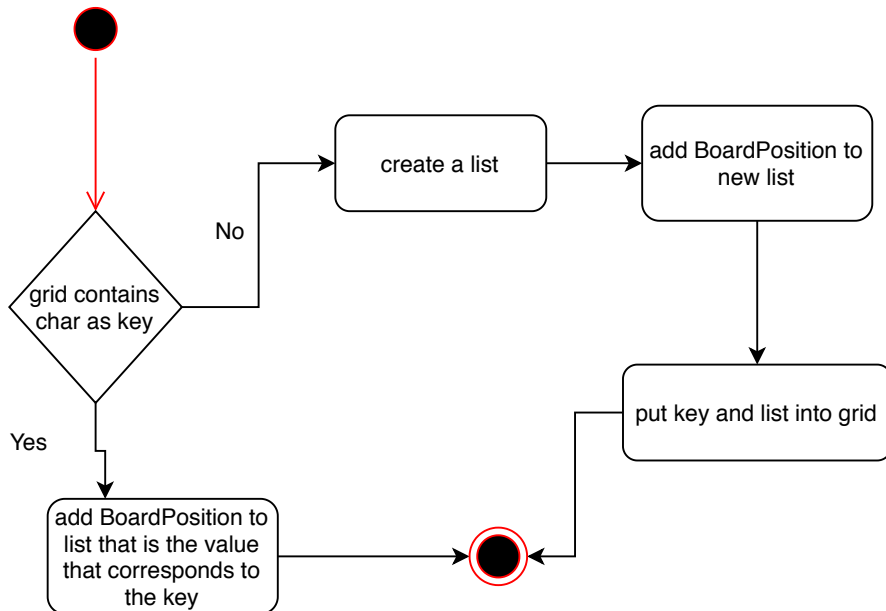 grid contains
char as key
No
create a list
add BoardPosition to
new list
put key and list into grid
Yes
add BoardPosition to
list that is the value
that corresponds to
the key